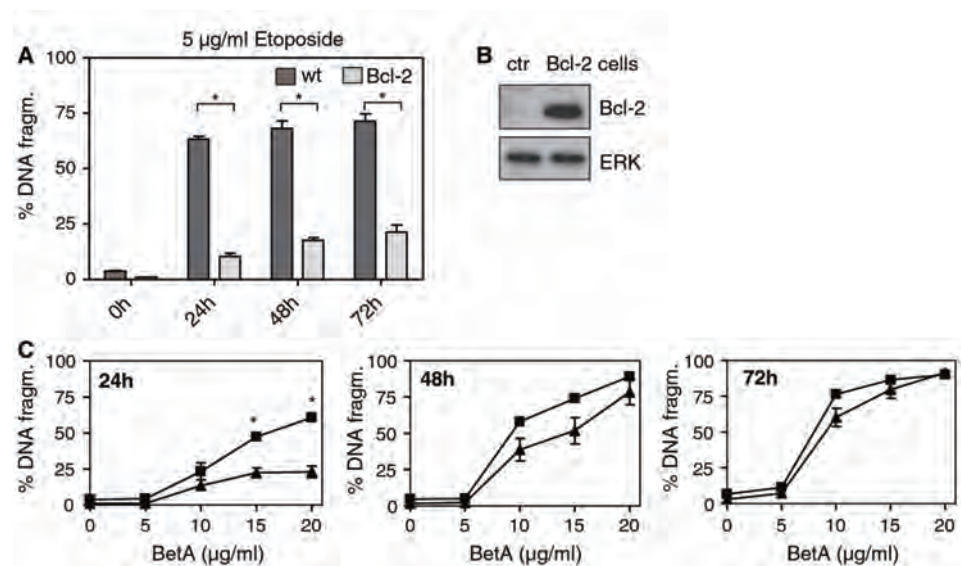 A
5 µg/ml Etoposide
% DNA fragm.
100
75
50
25
0
wt Bcl-2
* * *
0h 24h 48h 72h
B
ctr Bcl-2 cells
Bcl-2
ERK
C
24h
% DNA fragm.
100
75
50
25
0
* *
0 5 10 15 20
BetA (µg/ml)
48h
% DNA fragm.
100
75
50
25
0
0 5 10 15 20
BetA (µg/ml)
72h
% DNA fragm.
100
75
50
25
0
0 5 10 15 20
BetA (µg/ml)